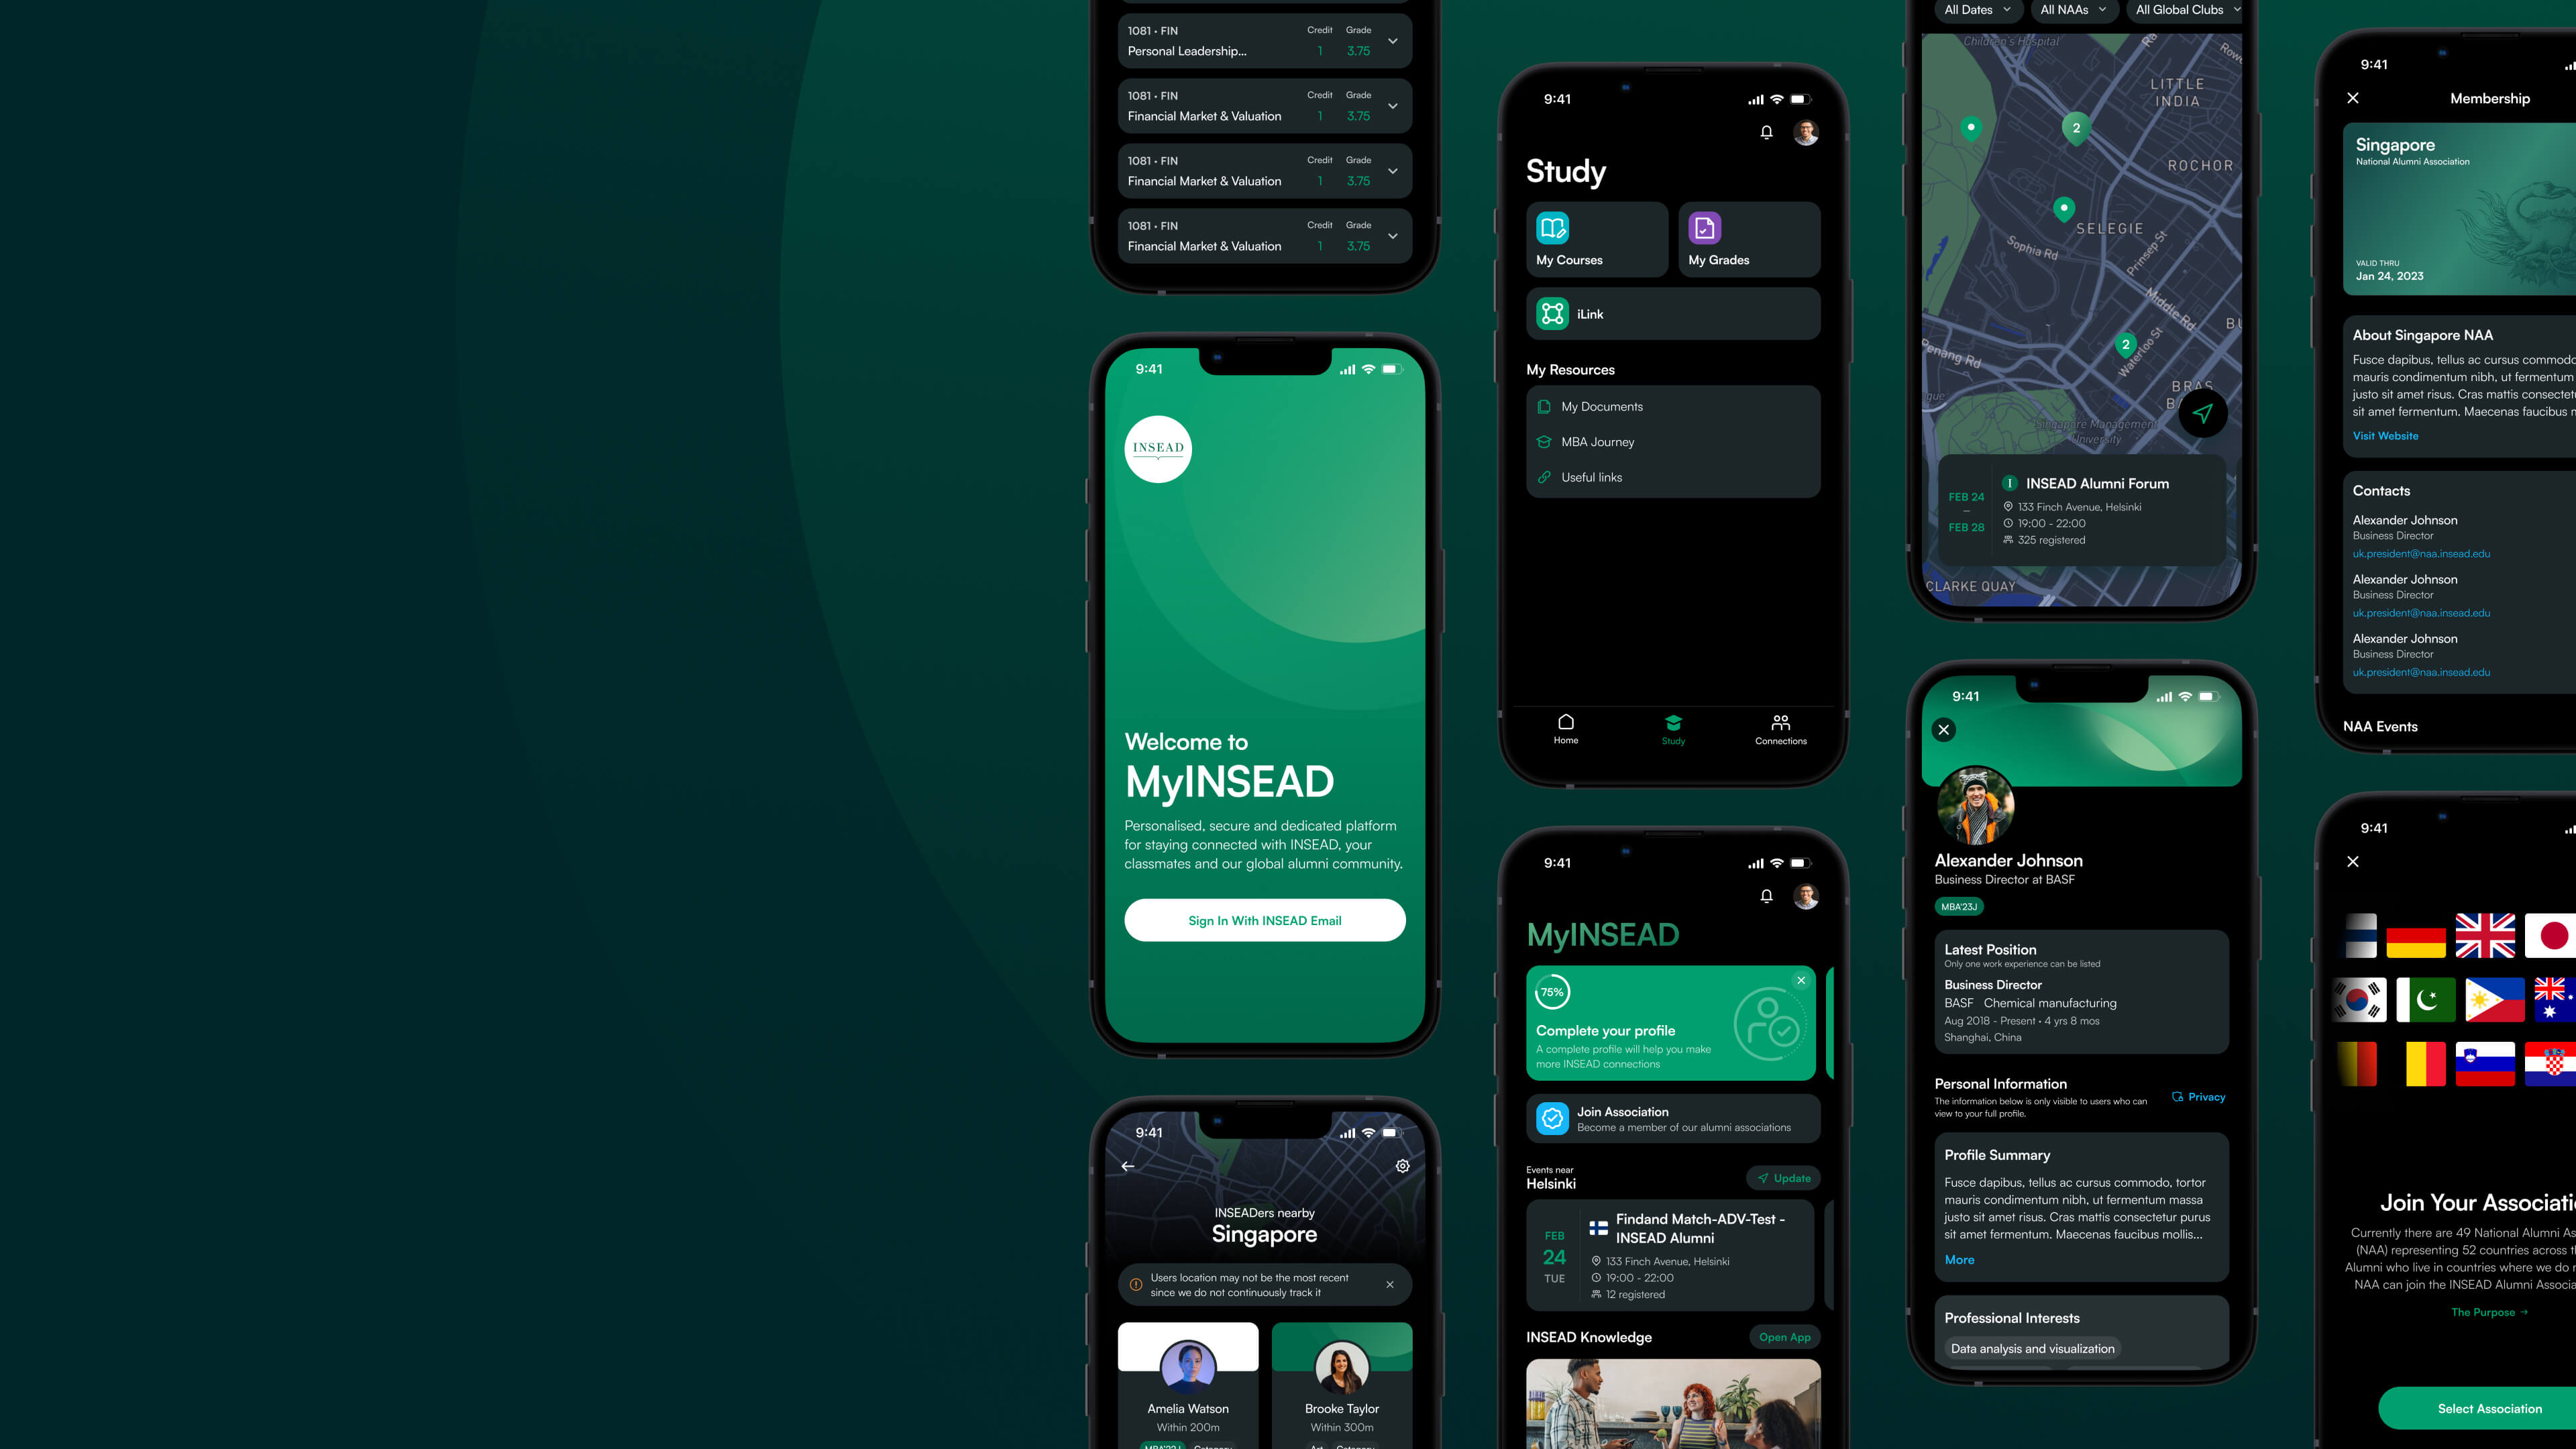 1081 • FIN
Credit
Grade
Personal Leadership...
1
3.75
1081 • FIN
Credit
Grade
Financial Market & Valuation
1
3.75
1081 • FIN
Credit
Grade
Financial Market & Valuation
1
3.75
1081 • FIN
Credit
Grade
Financial Market & Valuation
1
3.75
9:41
INSEAD
Welcome to
MyINSEAD
Personalised, secure and dedicated platform
for staying connected with INSEAD, your
classmates and our global alumni community.
Sign In With INSEAD Email
9:41
INSEADers nearby
Singapore
Users location may not be the most recent
since we do not continuously track it
Amelia Watson
Within 200m
Brooke Taylor
Within 300m
9:41
Study
My Courses
My Grades
iLink
My Resources
My Documents
MBA Journey
Useful links
Home
Study
Connections
9:41
MyINSEAD
75%
Complete your profile
A complete profile will help you make
more INSEAD connections
Join Association
Become a member of our alumni associations
Events near
Helsinki
Update
FEB
24
TUE
Findand Match-ADV-Test -
INSEAD Alumni
133 Finch Avenue, Helsinki
19:00 - 22:00
12 registered
INSEAD Knowledge
Open App
All Dates
All NAAs
All Global Clubs
Children's Hospital
LITTLE
INDIA
2
ROCHOR
SELEGIE
Sophia Rd
Prinsep St
Middle Rd
Waterloo St
2
Penang Rd
BRAS
Singapore Management
University
FEB 24
–
FEB 28
I
INSEAD Alumni Forum
133 Finch Avenue, Helsinki
19:00 - 22:00
325 registered
CLARKE QUAY
9:41
Alexander Johnson
Business Director at BASF
MBA'23J
Latest Position
Only one work experience can be listed
Business Director
BASF Chemical manufacturing
Aug 2018 - Present • 4 yrs 8 mos
Shanghai, China
Personal Information
The information below is only visible to users who can
view to your full profile.
Privacy
Profile Summary
Fusce dapibus, tellus ac cursus commodo, tortor
mauris condimentum nibh, ut fermentum massa
justo sit amet risus. Cras mattis consectetur purus
sit amet fermentum. Maecenas faucibus mollis...
More
Professional Interests
Data analysis and visualization
9:41
Membership
Singapore
National Alumni Association
VALID THRU
Jan 24, 2023
About Singapore NAA
Fusce dapibus, tellus ac cursus commodo
mauris condimentum nibh, ut fermentum
justo sit amet risus. Cras mattis consectetu
sit amet fermentum. Maecenas faucibus m
Visit Website
Contacts
Alexander Johnson
Business Director
uk.president@naa.insead.edu
Alexander Johnson
Business Director
uk.president@naa.insead.edu
Alexander Johnson
Business Director
uk.president@naa.insead.edu
NAA Events
9:41
Join Your Associati
Currently there are 49 National Alumni As
(NAA) representing 52 countries across t
Alumni who live in countries where we do
NAA can join the INSEAD Alumni Associa
The Purpose →
Select Association